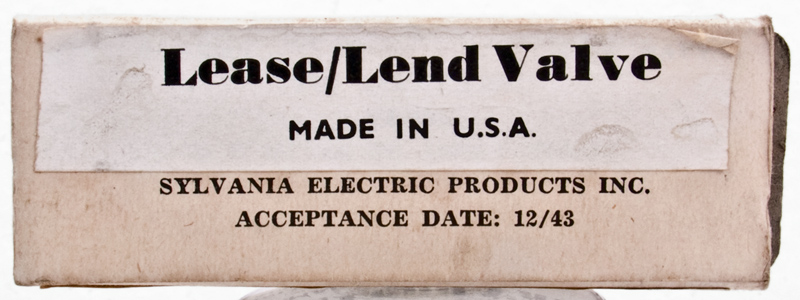 Lease/Lend Valve
MADE IN U.S.A.
SYLVANIA ELECTRIC PRODUCTS INC.
ACCEPTANCE DATE: 12/43